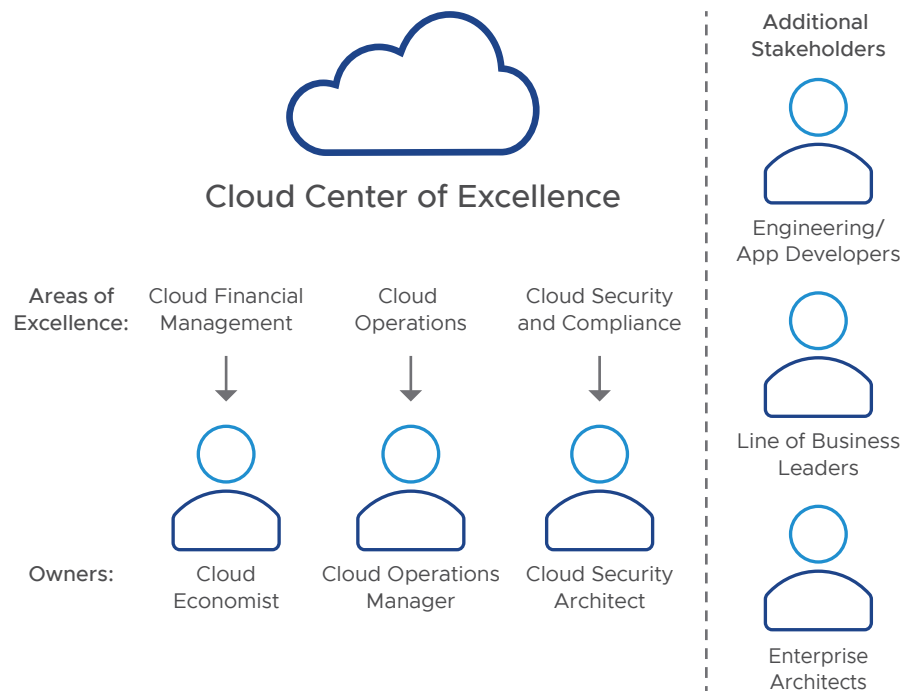 Cloud Center of Excellence
Areas of
Excellence:
Cloud Financial
Management
Cloud
Operations
Cloud Security
and Compliance
Owners:
Cloud
Economist
Cloud Operations
Manager
Cloud Security
Architect
Additional
Stakeholders
Engineering/
App Developers
Line of Business
Leaders
Enterprise
Architects